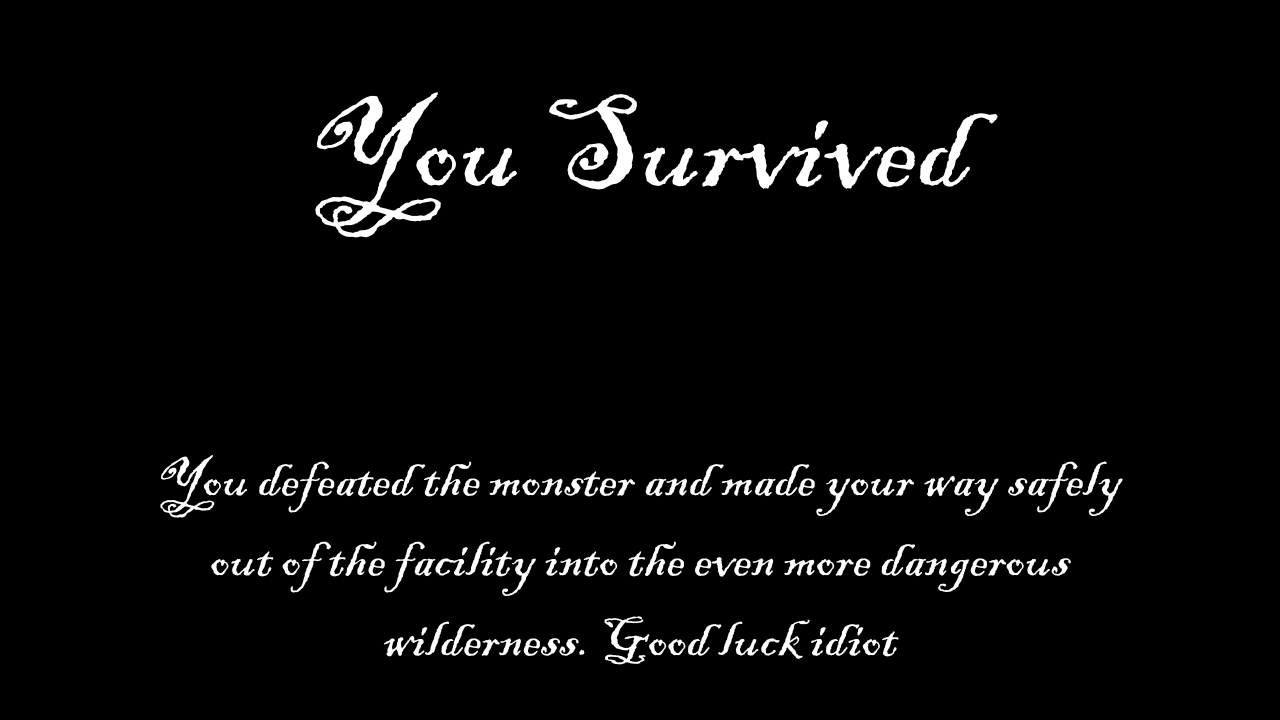 You Survived
You defeated the monster and made your way safely
out of the facility into the even more dangerous
wilderness. Good luck idiot